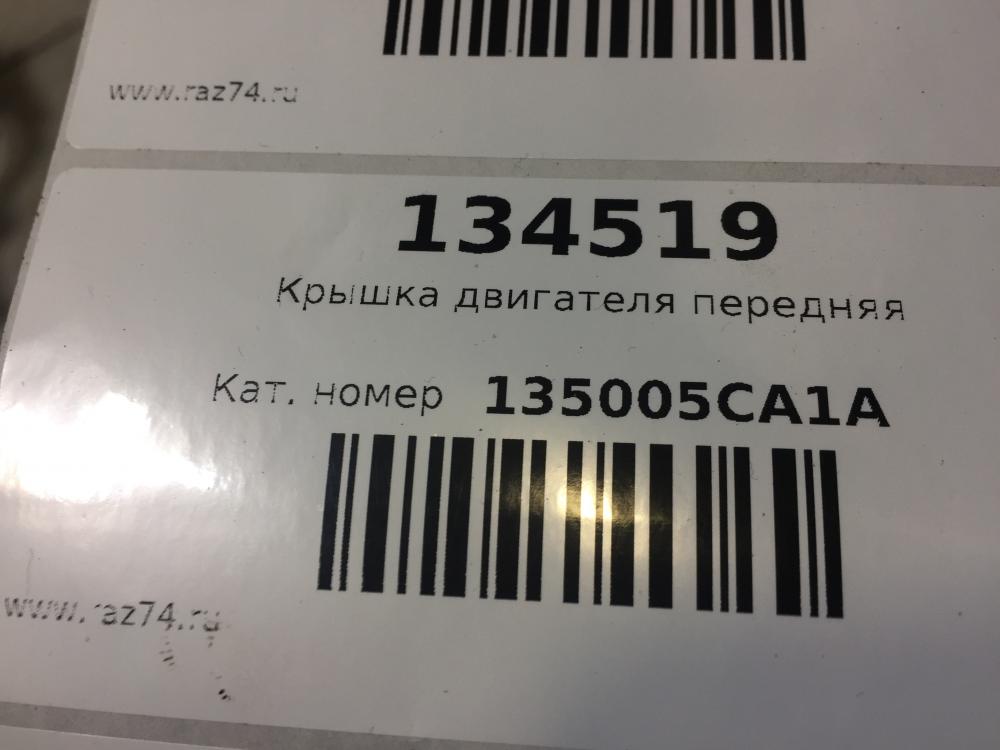 www.raz74.ru
134519
Крышка двигателя передняя
Кат. номер 135005CA1A
www.raz74.ru